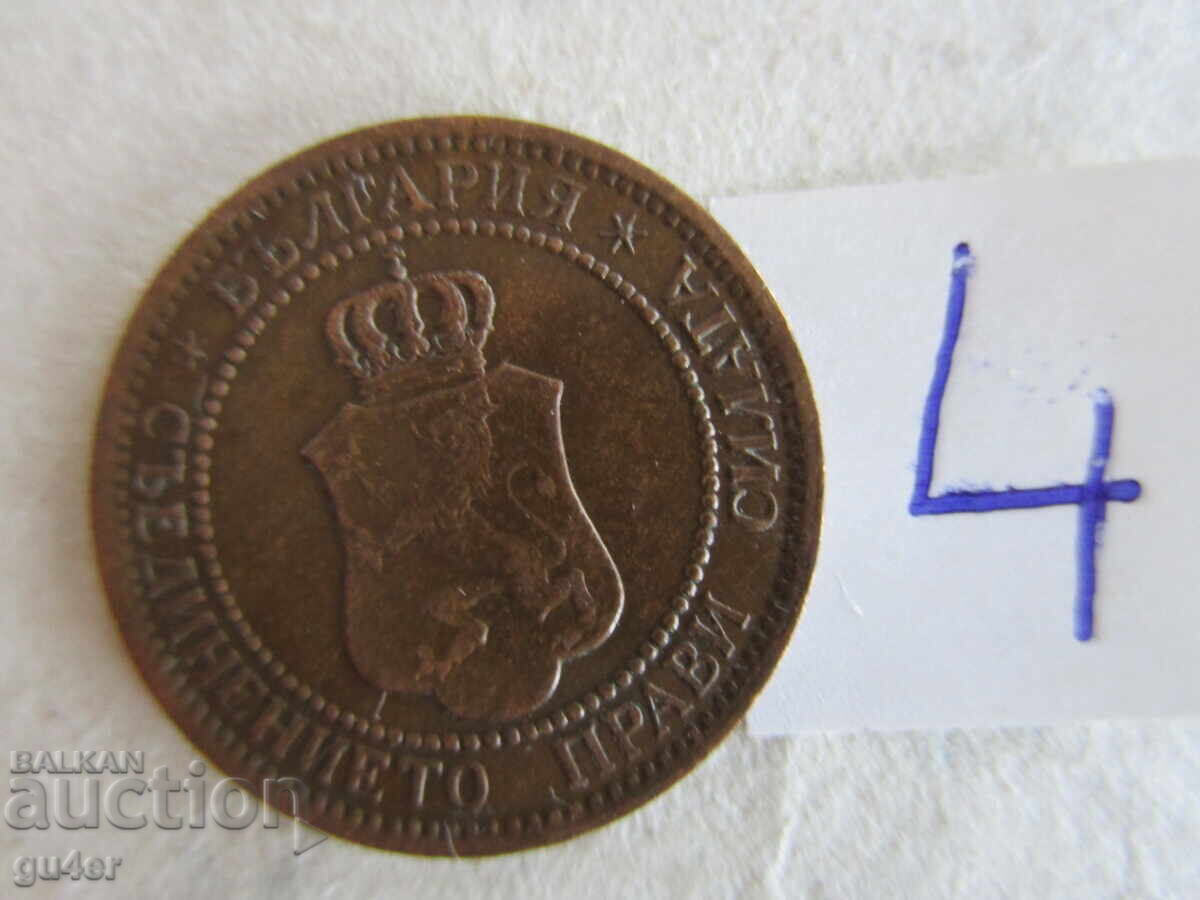 * БЪЛГАРИЯ *
СЪЕДИНЕНИЕТО ПРАВИ СИЛАТА
4
BALKAN
auction
gu4er